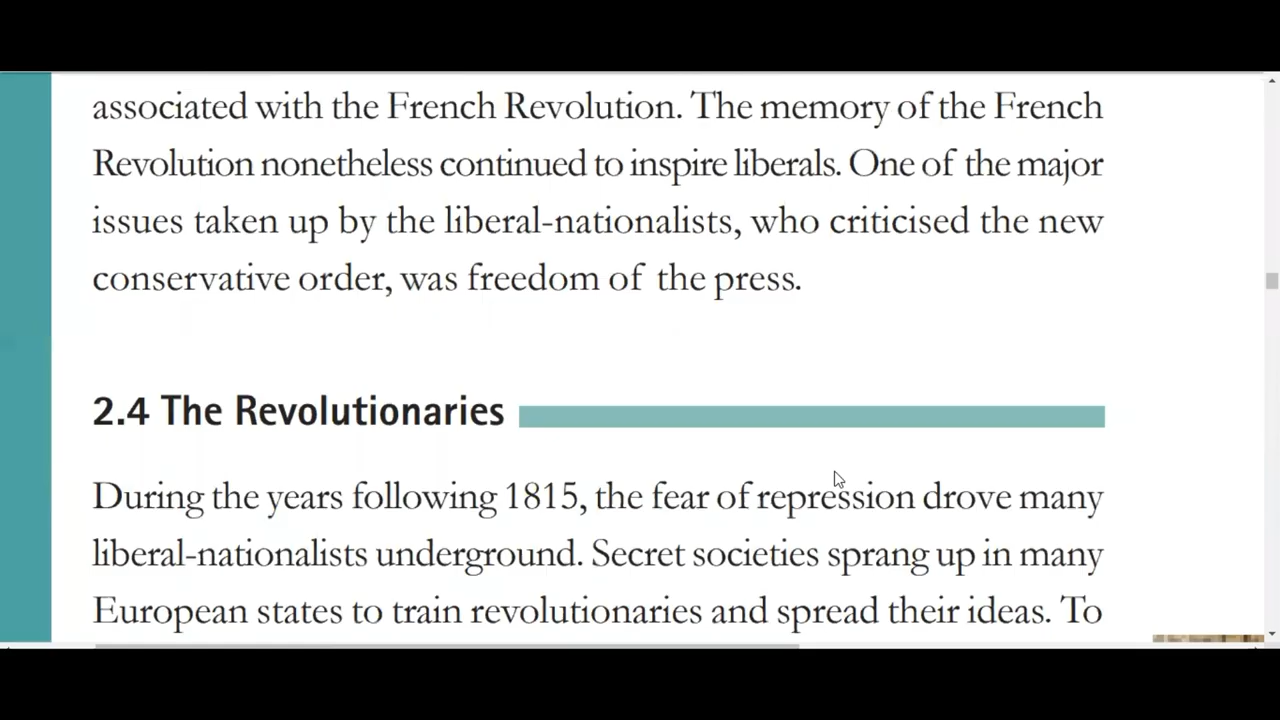 associated with the French Revolution. The memory of the French
Revolution nonetheless continued to inspire liberals. One of the major
issues taken up by the liberal-nationalists, who criticised the new
conservative order, was freedom of the press.
2.4 The Revolutionaries
During the years following 1815, the fear of repression drove many
liberal-nationalists underground. Secret societies sprang up in many
European states to train revolutionaries and spread their ideas. To